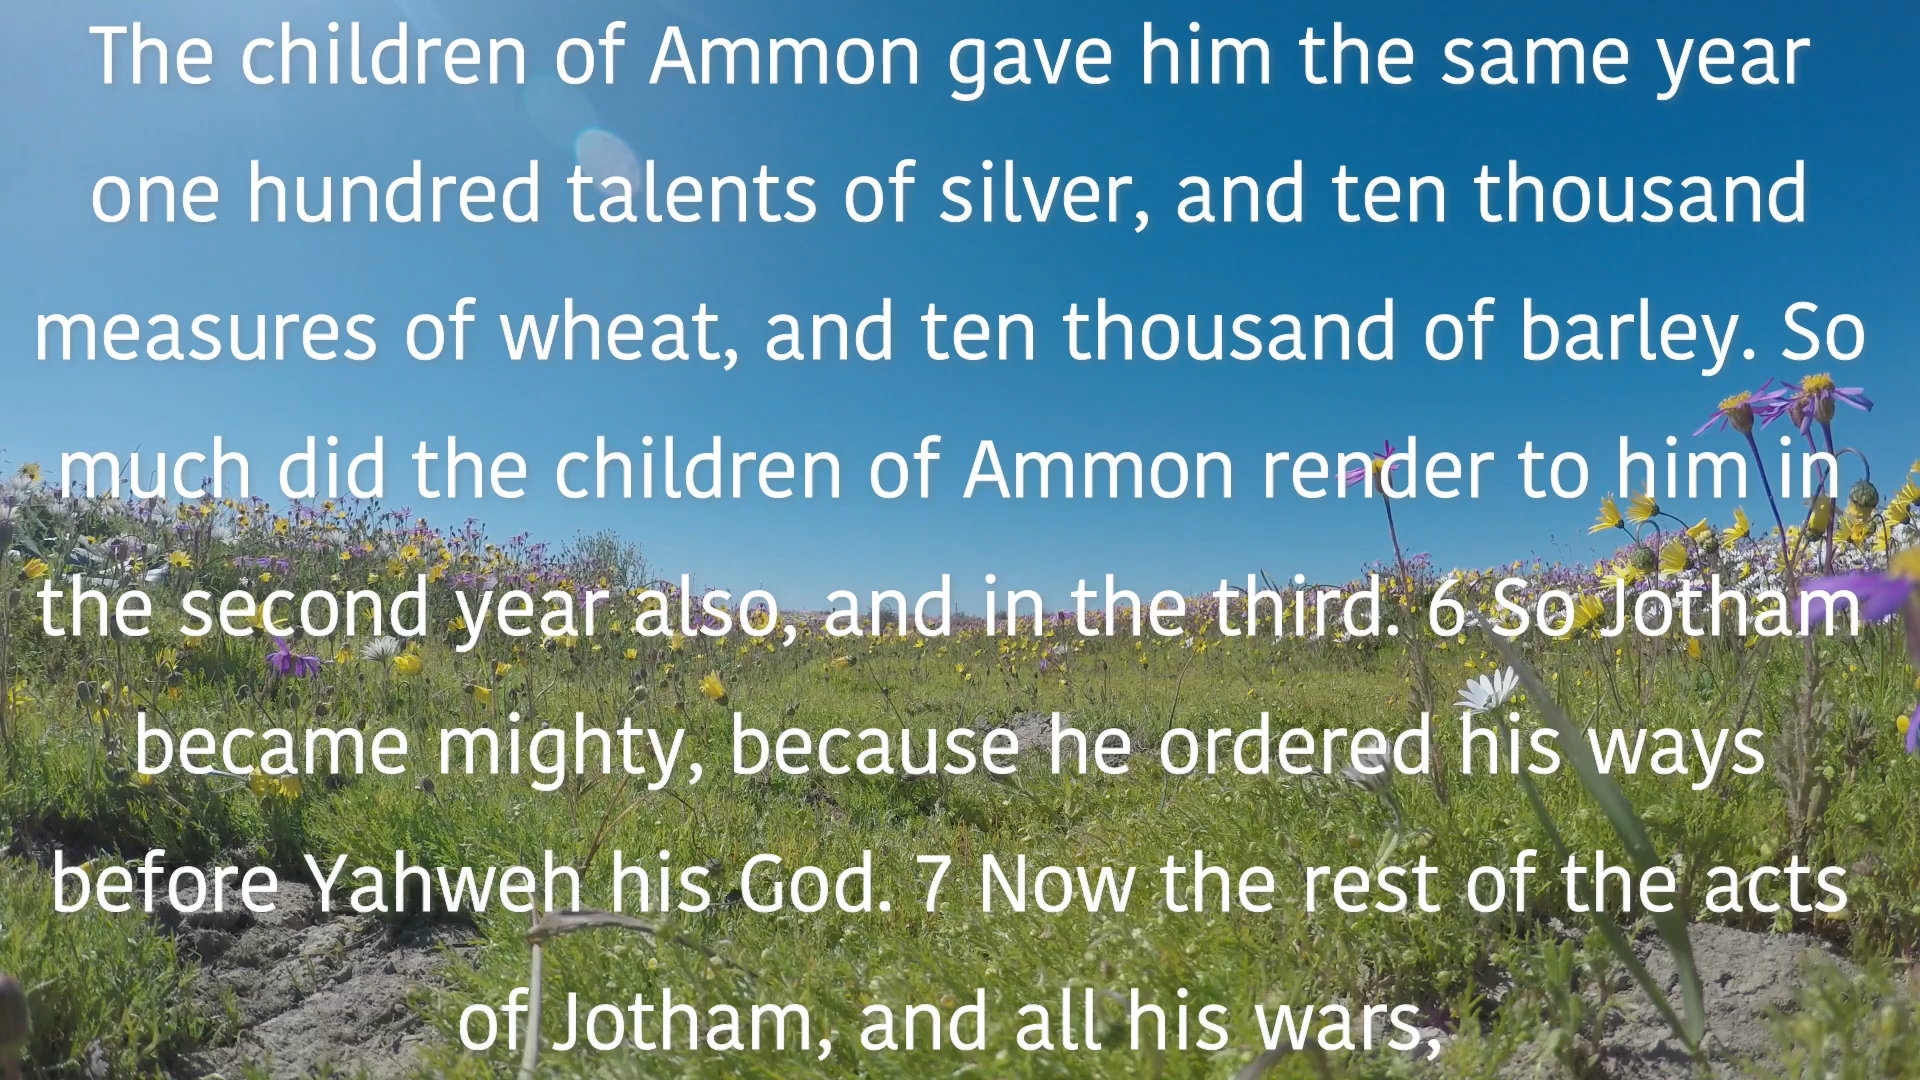 The children of Ammon gave him the same year
one hundred talents of silver, and ten thousand
measures of wheat, and ten thousand of barley. So
much did the children of Ammon render to him in
the second year also, and in the third. 6 So Jotham
became mighty, because he ordered his ways
before Yahweh his God. 7 Now the rest of the acts
of Jotham, and all his wars,